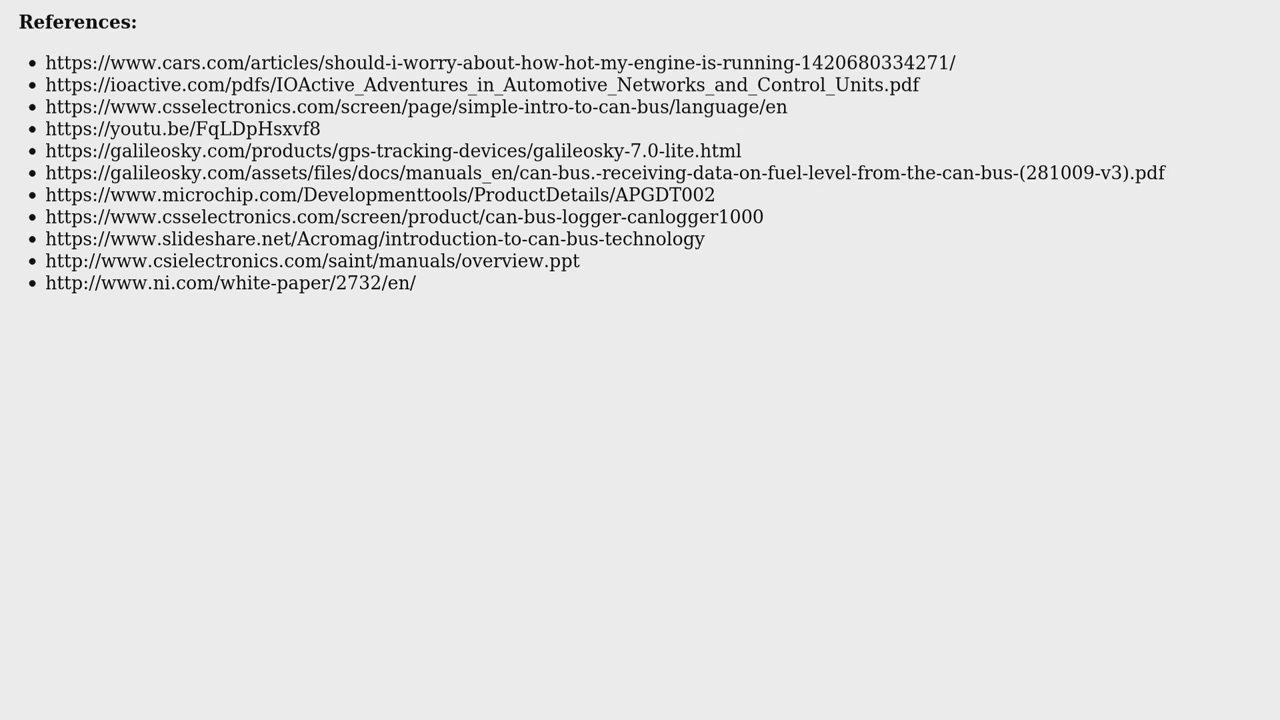 References:
• https://www.cars.com/articles/should-i-worry-about-how-hot-my-engine-is-running-1420680334271/
• https://ioactive.com/pdfs/IOActive_Adventures_in_Automotive_Networks_and_Control_Units.pdf
• https://www.csselectronics.com/screen/page/simple-intro-to-can-bus/language/en
• https://youtu.be/FqLDpHsxvf8
• https://galileosky.com/products/gps-tracking-devices/galileosky-7.0-lite.html
• https://galileosky.com/assets/files/docs/manuals_en/can-bus.-receiving-data-on-fuel-level-from-the-can-bus-(281009-v3).pdf
• https://www.microchip.com/Developmenttools/ProductDetails/APGDT002
• https://www.csselectronics.com/screen/product/can-bus-logger-canlogger1000
• https://www.slideshare.net/Acromag/introduction-to-can-bus-technology
• http://www.csielectronics.com/saint/manuals/overview.ppt
• http://www.ni.com/white-paper/2732/en/